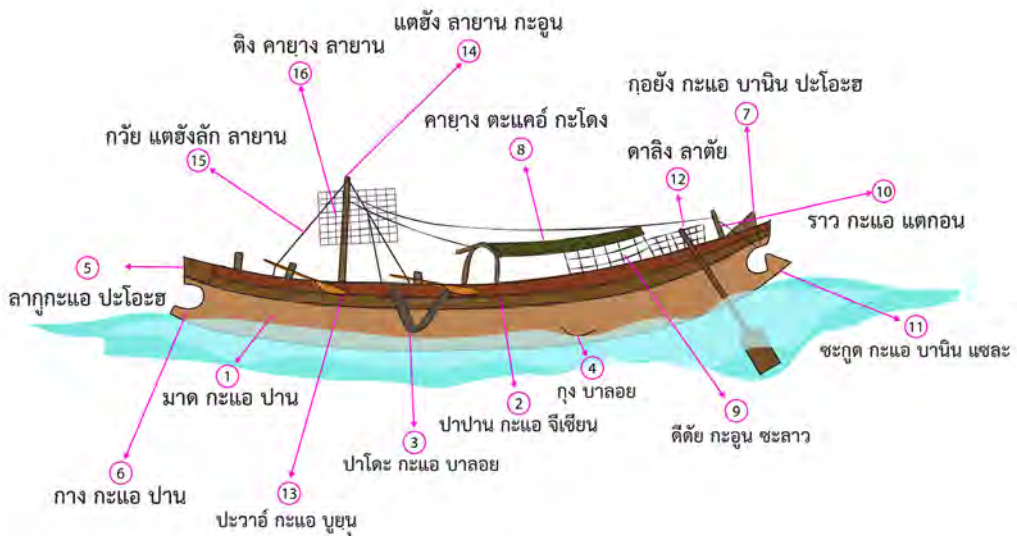 แตฮัง ลายาน กะอูน
14
ติง คายฺาง ลายาน
16
กฺอยัง กะแอ บานิน ปะโอะฮ
7
กวัย แตฮังลัก ลายาน
15
คายฺาง ตะแคอ์ กะโดง
8
ดาลิง ลาตัย
12
10
ราว กะแอ แตกอน
5
ลากูกะแอ ปะโอะฮ
11
ซะกูด กะแอ บานิน แซละ
1
มาด กะแอ ปาน
4
กุง บาลอย
2
ปาปาน กะแอ จีเซียน
9
ดีดัย กะอูน ซะลาว
3
ปาโดะ กะแอ บาลอย
6
กาง กะแอ ปาน
13
ปะวาอ์ กะแอ บูยฺนฺุ